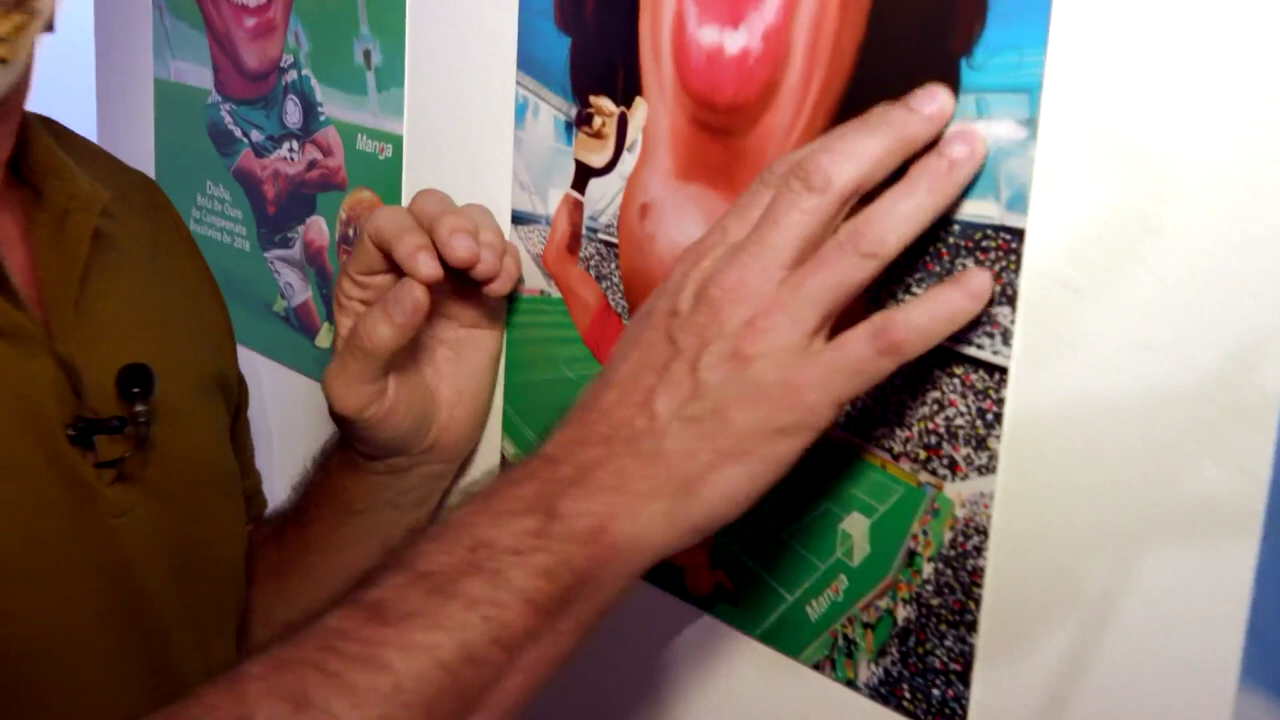 Manga
Dudu,
Bola de Ouro
do Campeonato
Brasileiro de 2018
Manga